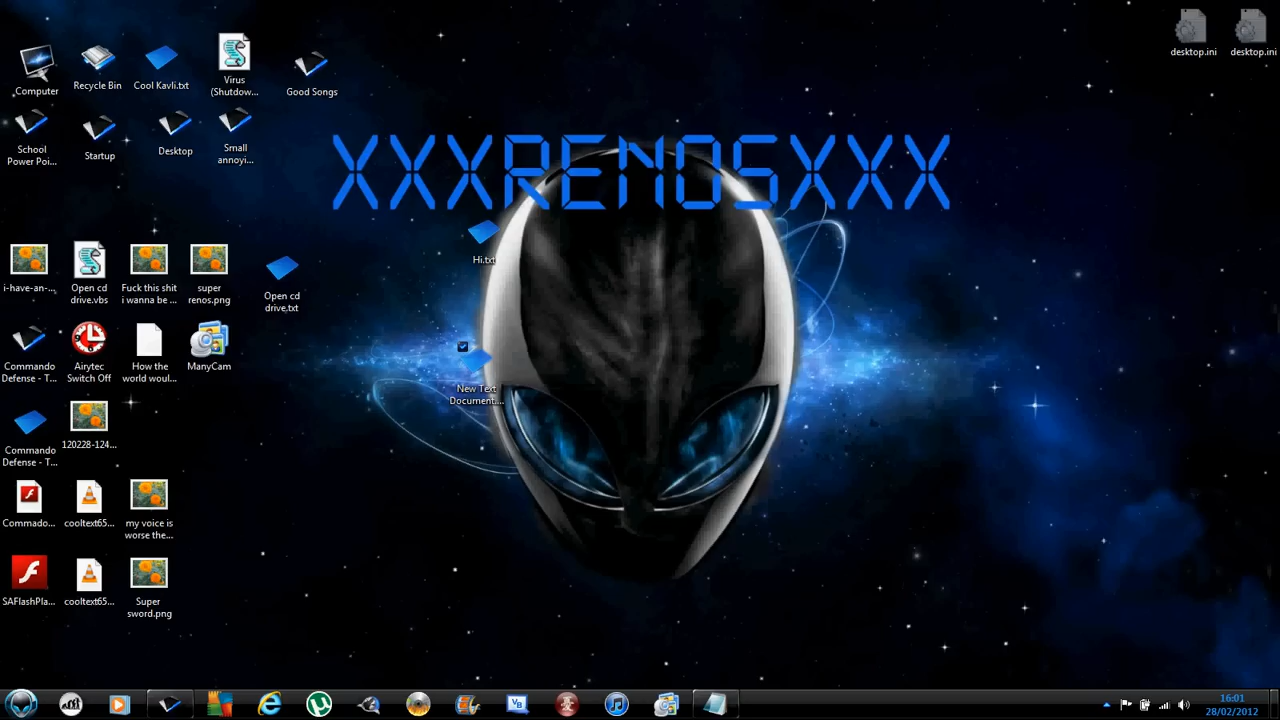 desktop.ini
desktop.ini
Computer
Recycle Bin
Cool Kavli.txt
Virus
(Shutdow...
Good Songs
School
Power Poi...
Startup
Desktop
Small
annoyi...
XXXRENOSXXX
Hi.txt
i-have-an-...
Open cd
drive.vbs
Fuck this shit
i wanna be ...
super
renos.png
Open cd
drive.txt
Commando
Defense - T...
Airytec
Switch Off
How the
world woul...
ManyCam
New Text
Document....
Commando
Defense - T...
120228-124...
Commado...
cooltext65...
my voice is
worse the...
SAFlashPla...
cooltext65...
Super
sword.png
VB
16:01
28/02/2012